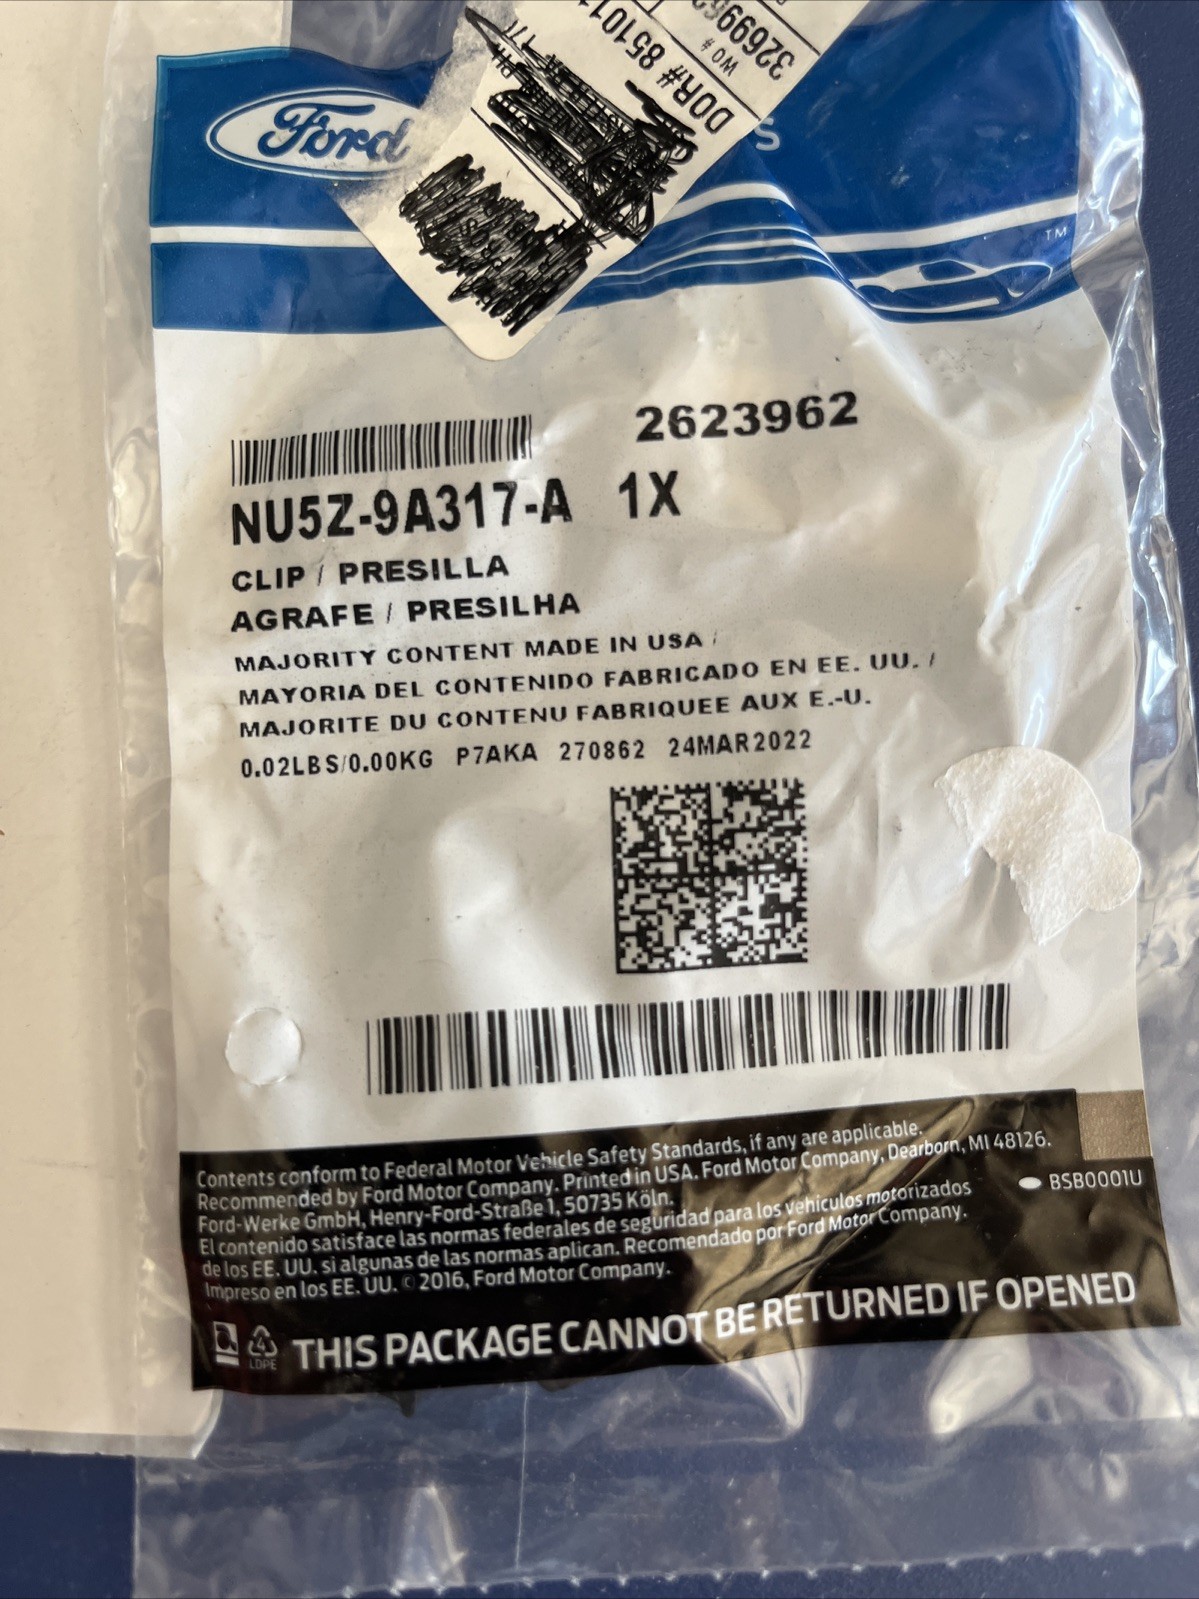 Ford
DOR# 85101
WO#
326996
S
TM
2623962
NU5Z-9A317-A 1X
CLIP / PRESILLA
AGRAFE / PRESILHA
MAJORITY CONTENT MADE IN USA /
MAYORIA DEL CONTENIDO FABRICADO EN EE. UU. /
MAJORITE DU CONTENU FABRIQUEE AUX E.-U.
0.02LBS/0.00KG P7AKA 270862 24MAR2022
Contents conform to Federal Motor Vehicle Safety Standards, if any are applicable.
Recommended by Ford Motor Company. Printed in USA. Ford Motor Company, Dearborn, MI 48126.
Ford-Werke GmbH, Henry-Ford-Straße 1, 50735 Köln.
El contenido satisface las normas federales de seguridad para los vehículos motorizados
de los EE. UU. si algunas de las normas aplican. Recomendado por Ford Motor Company.
Impreso en los EE. UU. © 2016, Ford Motor Company.
BSB0001U
4
LDPE
THIS PACKAGE CANNOT BE RETURNED IF OPENED